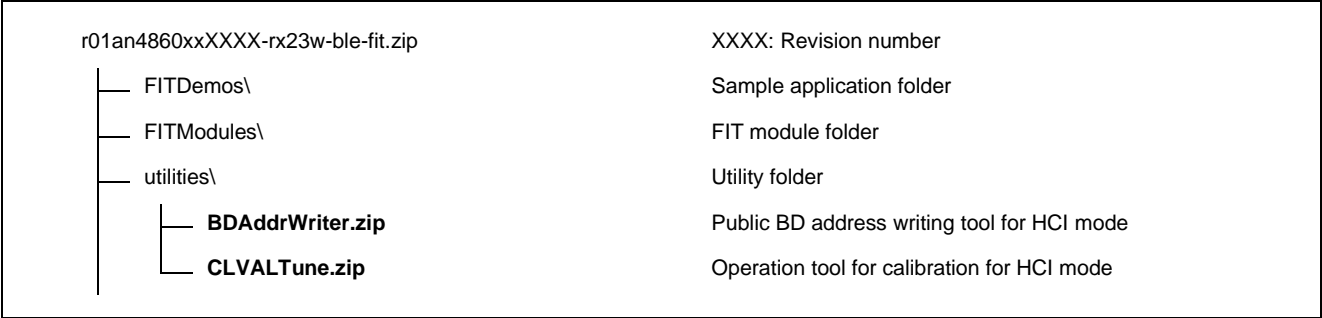 r01an4860xxXXXX-rx23w-ble-fit.zip XXXX: Revision number
FITDemos\ Sample application folder
FITModules\ FIT module folder
utilities\ Utility folder
BDAddrWriter.zip Public BD address writing tool for HCI mode
CLVALTune.zip Operation tool for calibration for HCI mode